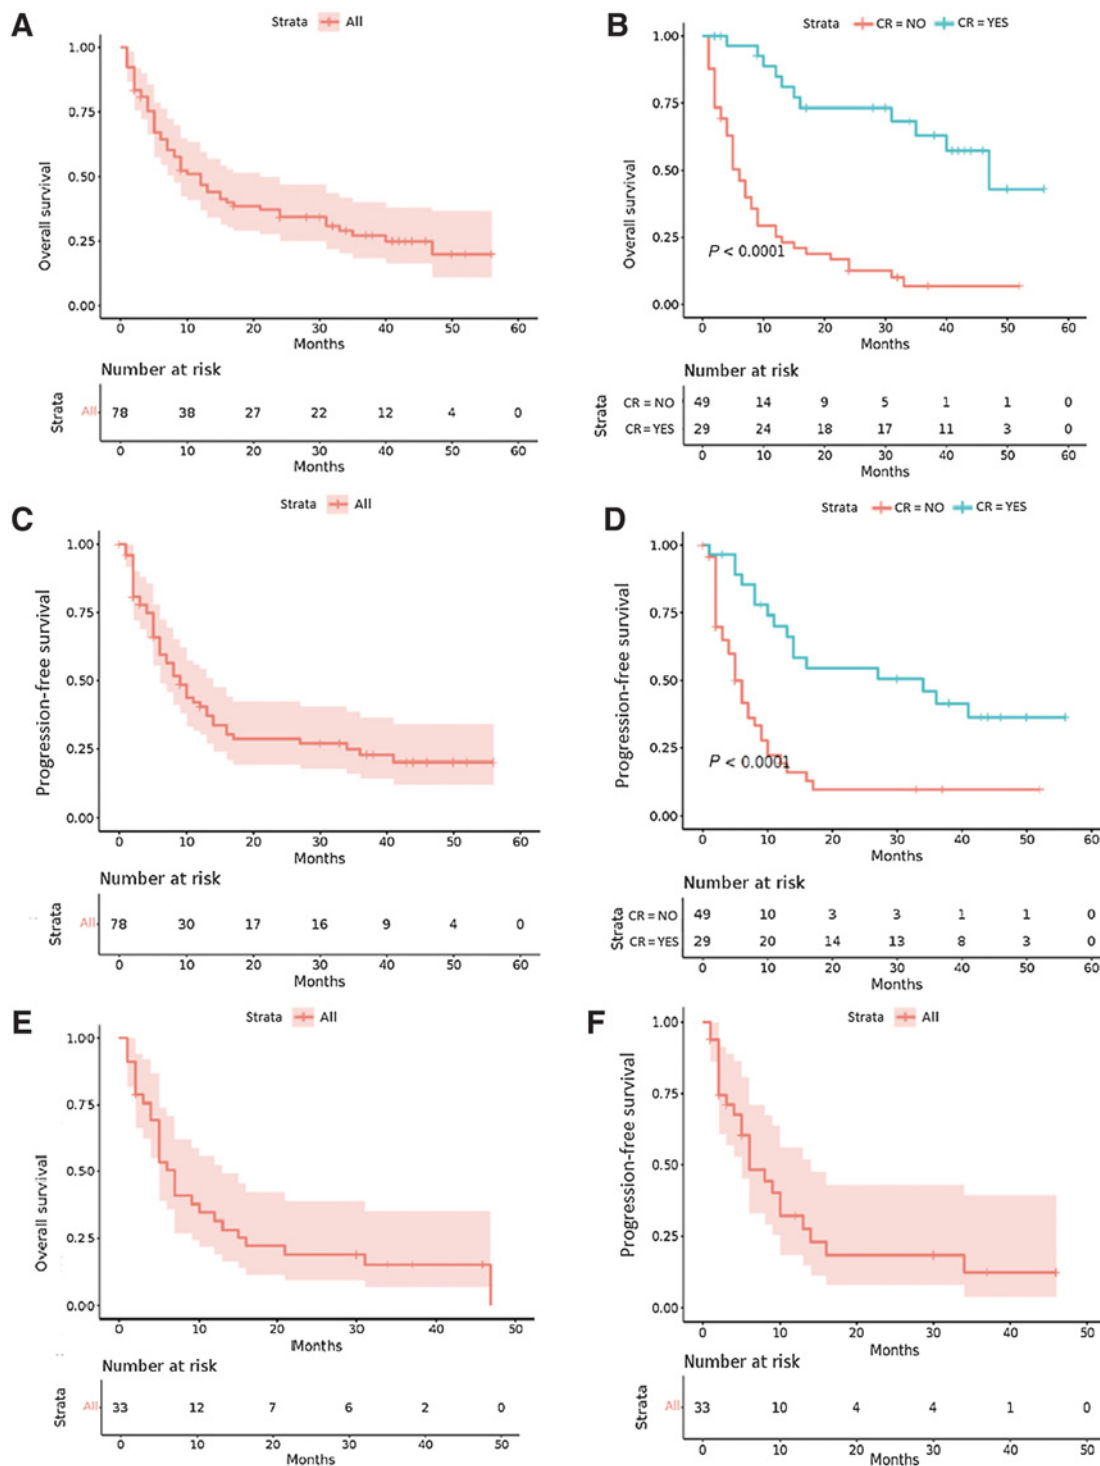 A
Strata All
1.00
0.75
0.50
0.25
0.00
Overall survival
0 10 20 30 40 50 60
Months
Number at risk
Strata
All 78 38 27 22 12 4 0
0 10 20 30 40 50 60
Months
B
Strata CR = NO CR = YES
1.00
0.75
0.50
0.25
0.00
Overall survival
P < 0.0001
0 10 20 30 40 50 60
Months
Number at risk
Strata
CR = NO 49 14 9 5 1 1 0
CR = YES 29 24 18 17 11 3 0
0 10 20 30 40 50 60
Months
C
Strata All
1.00
0.75
0.50
0.25
0.00
Progression-free survival
0 10 20 30 40 50 60
Months
Number at risk
Strata
All 78 30 17 16 9 4 0
0 10 20 30 40 50 60
Months
D
Strata CR = NO CR = YES
1.00
0.75
0.50
0.25
0.00
Progression-free survival
P < 0.0001
0 10 20 30 40 50 60
Months
Number at risk
Strata
CR = NO 49 10 3 3 1 1 0
CR = YES 29 20 14 13 8 3 0
0 10 20 30 40 50 60
Months
E
Strata All
1.00
0.75
0.50
0.25
0.00
Overall survival
0 10 20 30 40 50
Months
Number at risk
Strata
All 33 12 7 6 2 0
0 10 20 30 40 50
Months
F
Strata All
1.00
0.75
0.50
0.25
0.00
Progression-free survival
0 10 20 30 40 50
Months
Number at risk
Strata
All 33 10 4 4 1 0
0 10 20 30 40 50
Months